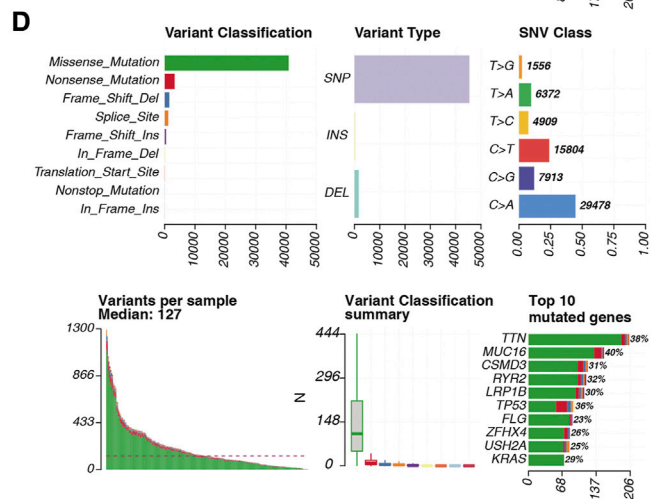 D
Variant Classification
Missense_Mutation
Nonsense_Mutation
Frame_Shift_Del
Splice_Site
Frame_Shift_Ins
In_Frame_Del
Translation_Start_Site
Nonstop_Mutation
In_Frame_Ins
0
10000
20000
30000
40000
50000
Variant Type
SNP
INS
DEL
0
10000
20000
30000
40000
50000
SNV Class
T>G 1556
T>A 6372
T>C 4909
C>T 15804
C>G 7913
C>A 29478
0.00
0.25
0.50
0.75
1.00
Variants per sample
Median: 127
1300
866
433
0
Variant Classification
summary
N
444
296
148
0
Top 10
mutated genes
TTN 38%
MUC16 40%
CSMD3 31%
RYR2 32%
LRP1B 30%
TP53 36%
FLG 23%
ZFHX4 26%
USH2A 25%
KRAS 29%
0
68
137
206